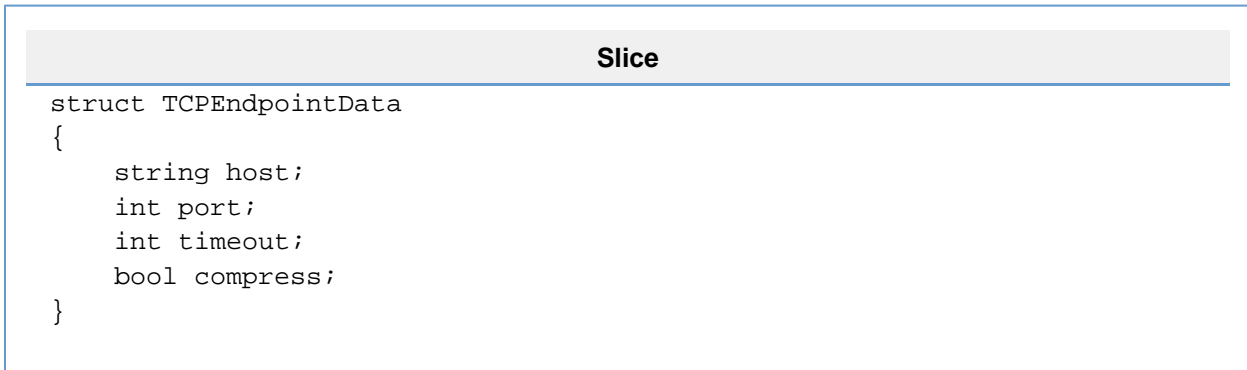 Slice
struct TCPEndpointData
{
    string host;
    int port;
    int timeout;
    bool compress;
}